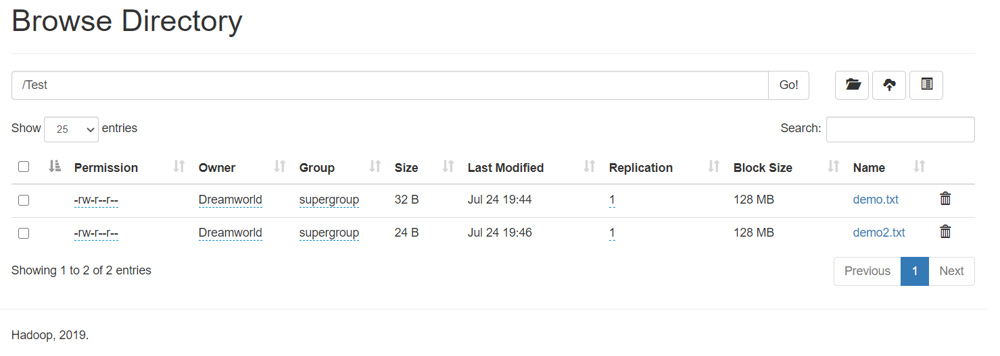 Browse Directory
/Test Go!
Show 25 entries Search:
Permission Owner Group Size Last Modified Replication Block Size Name
-rw-r--r-- Dreamworld supergroup 32 B Jul 24 19:44 1 128 MB demo.txt
-rw-r--r-- Dreamworld supergroup 24 B Jul 24 19:46 1 128 MB demo2.txt
Showing 1 to 2 of 2 entries Previous 1 Next
Hadoop, 2019.